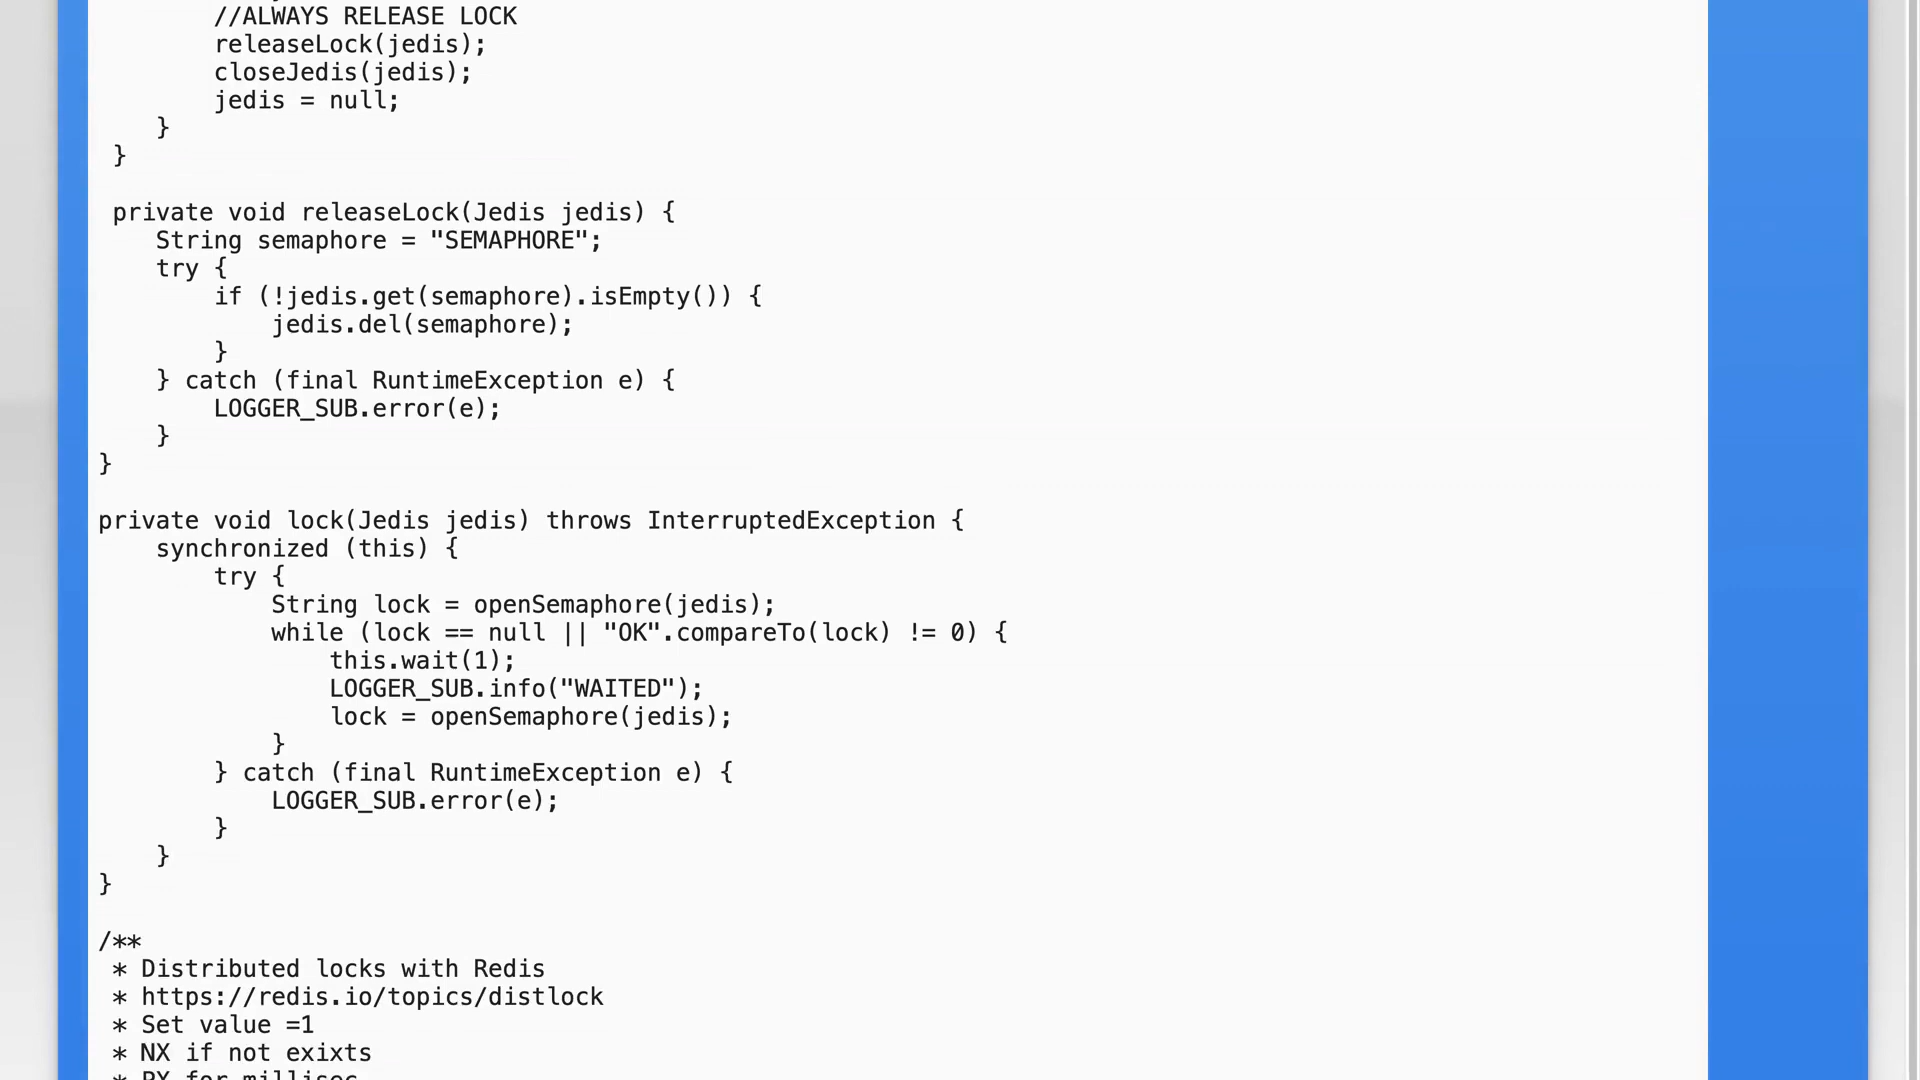 //ALWAYS RELEASE LOCK
releaseLock(jedis);
closeJedis(jedis);
jedis = null;
}
}
private void releaseLock(Jedis jedis) {
String semaphore = "SEMAPHORE";
try {
if (!jedis.get(semaphore).isEmpty()) {
jedis.del(semaphore);
}
} catch (final RuntimeException e) {
LOGGER_SUB.error(e);
}
}
private void lock(Jedis jedis) throws InterruptedException {
synchronized (this) {
try {
String lock = openSemaphore(jedis);
while (lock == null || "OK".compareTo(lock) != 0) {
this.wait(1);
LOGGER_SUB.info("WAITED");
lock = openSemaphore(jedis);
}
} catch (final RuntimeException e) {
LOGGER_SUB.error(e);
}
}
}
/**
* Distributed locks with Redis
* https://redis.io/topics/distlock
* Set value =1
* NX if not exixts
* PX for millisec